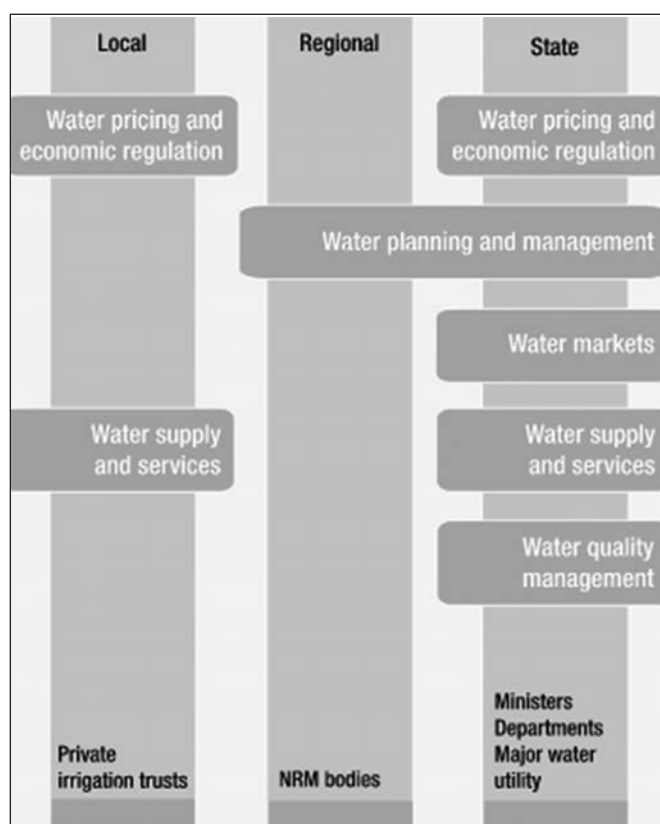 Local
Regional
State
Water pricing and
economic regulation
Water pricing and
economic regulation
Water planning and management
Water markets
Water supply
and services
Water supply
and services
Water quality
management
Private
irrigation trusts
NRM bodies
Ministers
Departments
Major water
utility